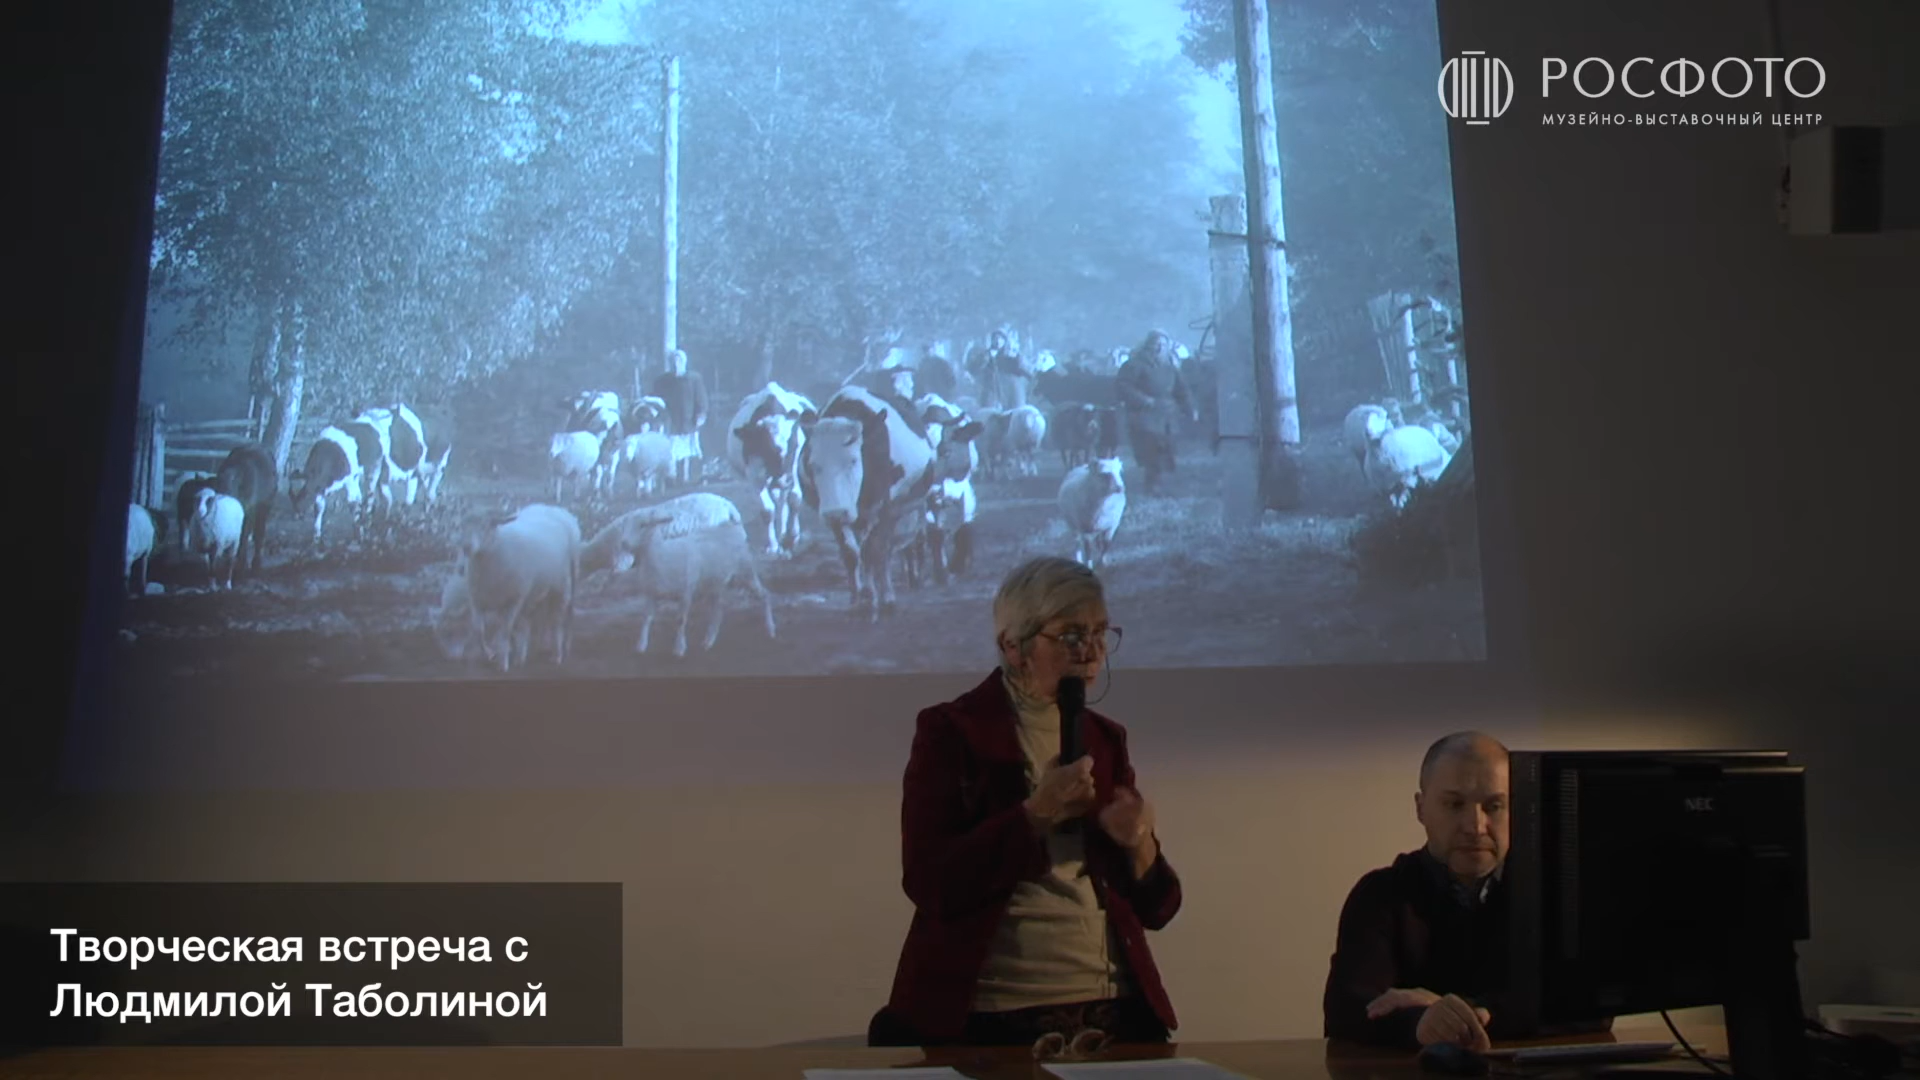 РОСФОТО
МУЗЕЙНО-ВЫСТАВОЧНЫЙ ЦЕНТР
NEC
Творческая встреча с
Людмилой Таболиной